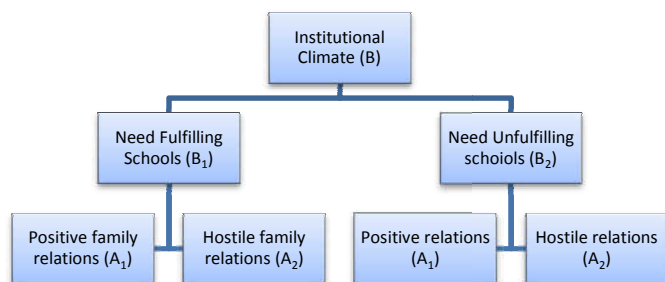 Institutional
Climate (B)
Need Fulfilling
Schools (B₁)
Need Unfulfilling
schoiols (B₂)
Positive family
relations (A₁)
Hostile family
relations (A₂)
Positive relations
(A₁)
Hostile relations
(A₂)